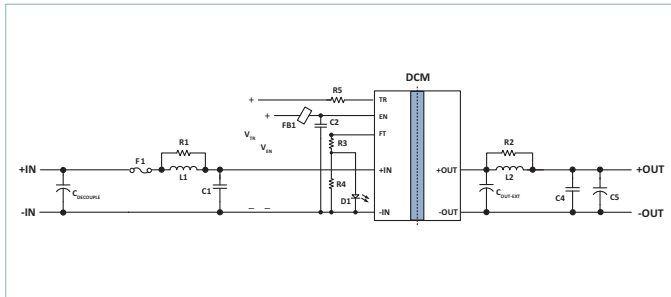 DCM
R5
TR
+
EN
+
FB1
C2
FT
V_TR
R3
R1
V_EN
R2
F1
+IN
L1
+IN
+OUT
L2
+OUT
C1
R4
C_DECOUPLE
C_OUT-EXT
C4
C5
D1
-IN
– –
-IN
-OUT
-OUT